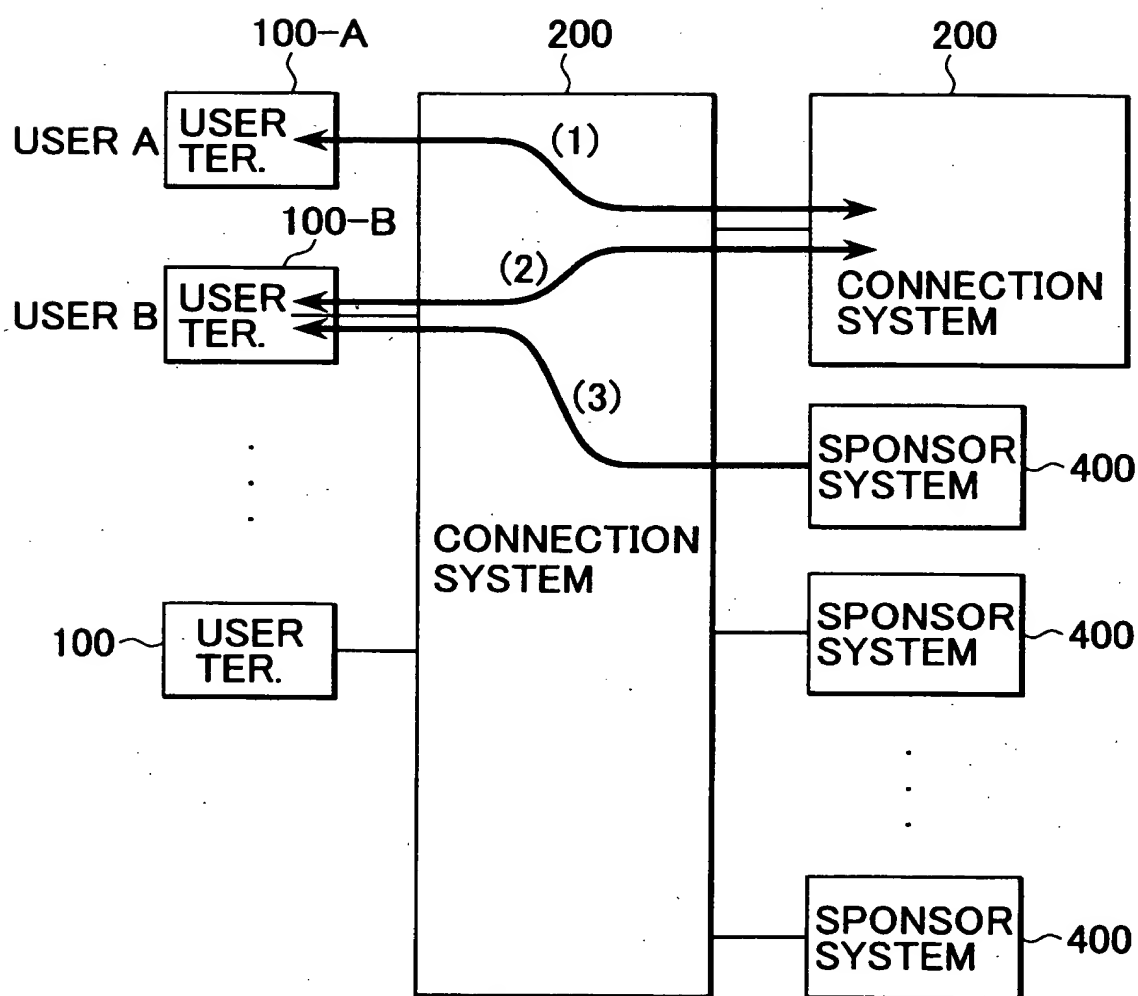 100-A
200
200
USER A
USER
TER.
(1)
100-B
USER B
USER
TER.
(2)
CONNECTION
SYSTEM
(3)
SPONSOR
SYSTEM
400
CONNECTION
SYSTEM
SPONSOR
SYSTEM
400
100
USER
TER.
SPONSOR
SYSTEM
400